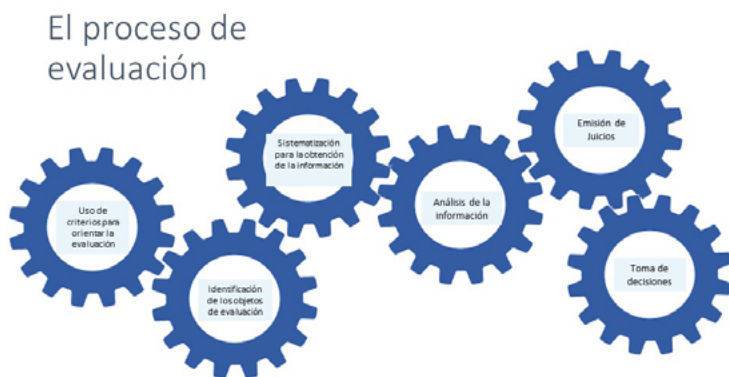 El proceso de
evaluación
Uso de
criterios para
orientar la
evaluación
Identificación
de los objetos
de evaluación
Sistematización
para la obtención
de la información
Análisis de la
información
Emisión de
Juicios
Toma de
decisiones